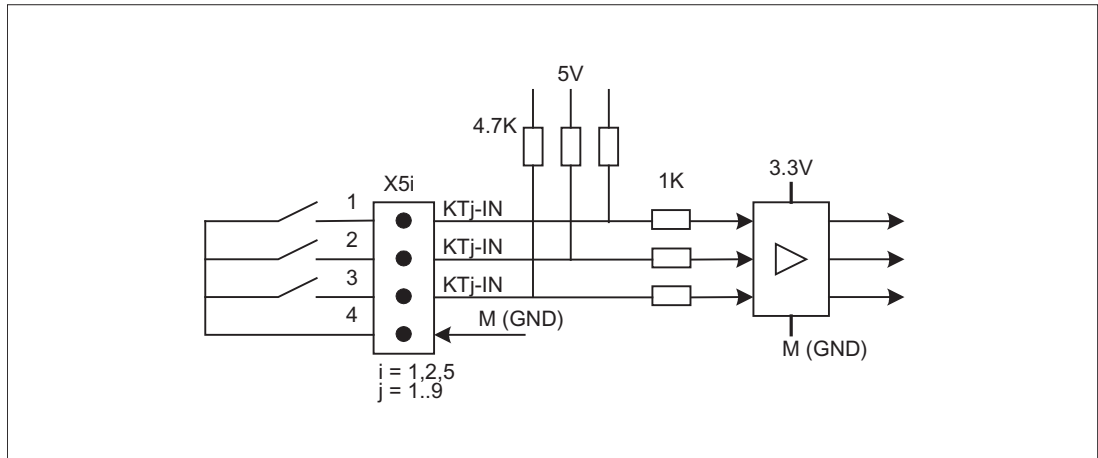 5V
4.7K
3.3V
X5i
1K
1
KTj-IN
2
KTj-IN
3
KTj-IN
4
M (GND)
M (GND)
i = 1,2,5
j = 1..9